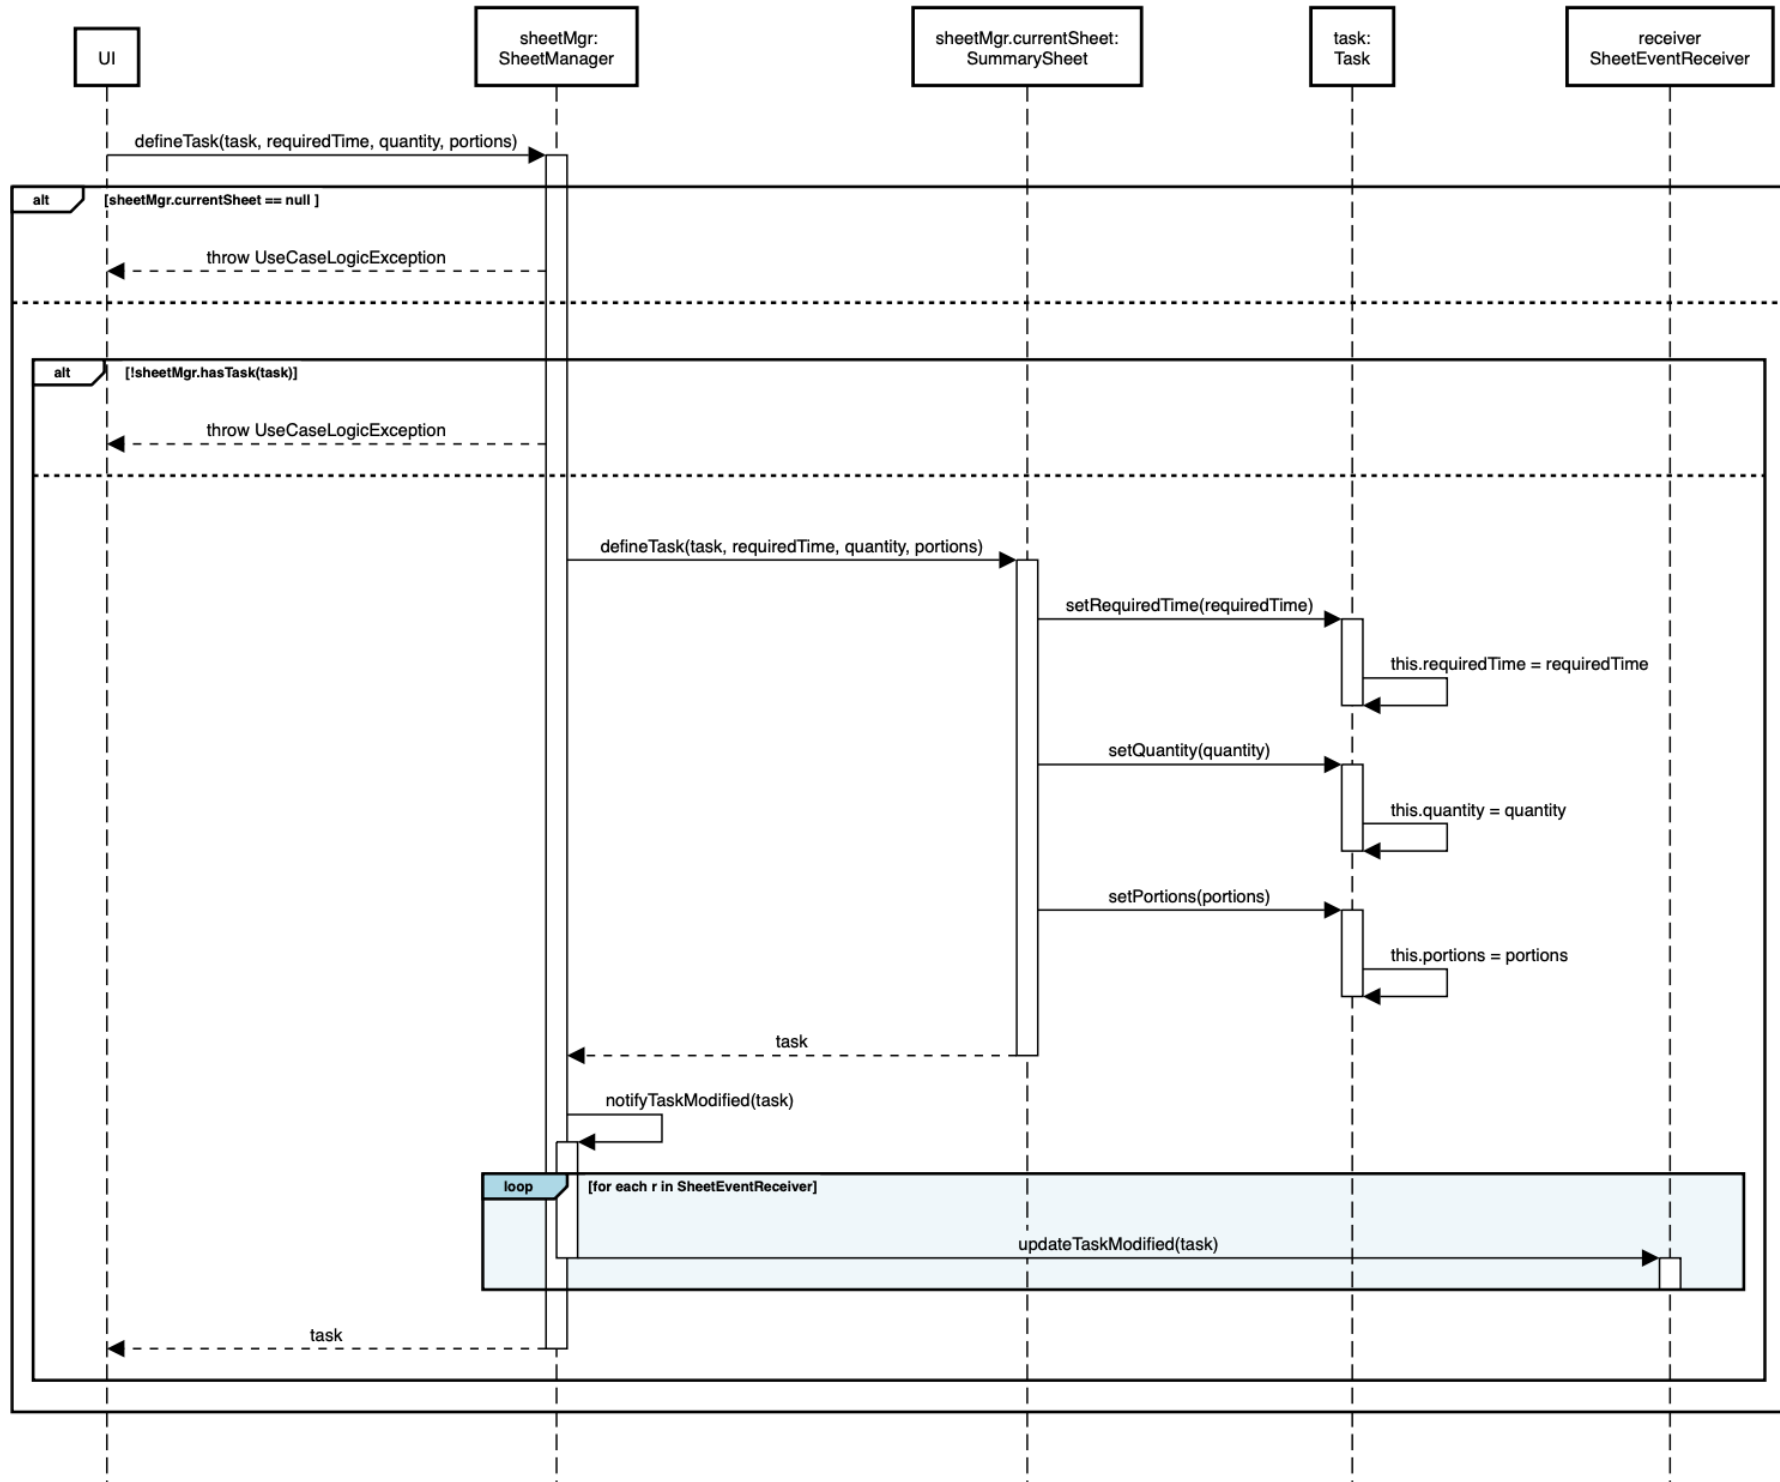 UI
sheetMgr:
SheetManager
sheetMgr.currentSheet:
SummarySheet
task:
Task
receiver
SheetEventReceiver
defineTask(task, requiredTime, quantity, portions)
alt
[sheetMgr.currentSheet == null ]
throw UseCaseLogicException
alt
[!sheetMgr.hasTask(task)]
throw UseCaseLogicException
defineTask(task, requiredTime, quantity, portions)
setRequiredTime(requiredTime)
this.requiredTime = requiredTime
setQuantity(quantity)
this.quantity = quantity
setPortions(portions)
this.portions = portions
task
notifyTaskModified(task)
loop
[for each r in SheetEventReceiver]
updateTaskModified(task)
task